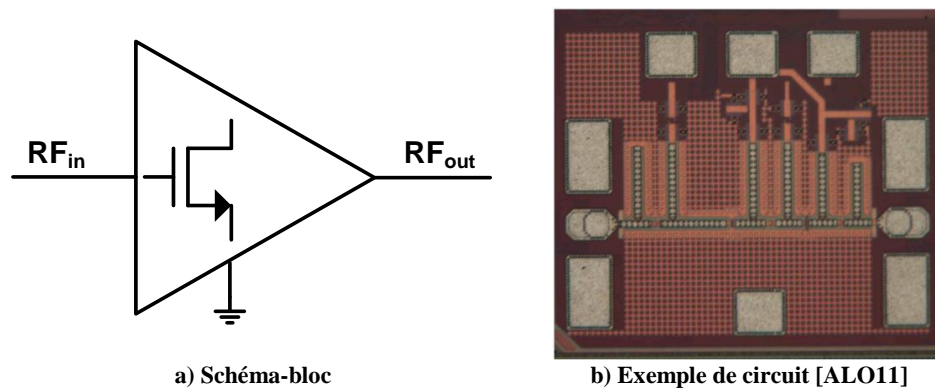 RFin
RFout
a) Schéma-bloc
b) Exemple de circuit [ALO11]